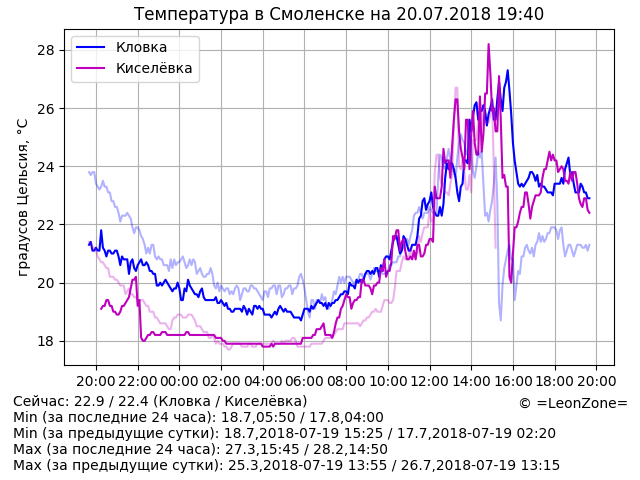 Температура в Смоленске на 20.07.2018 19:40
Кловка
Киселёвка
градусов Цельсия, °C
28
26
24
22
20
18
20:00 22:00 00:00 02:00 04:00 06:00 08:00 10:00 12:00 14:00 16:00 18:00 20:00
Сейчас: 22.9 / 22.4 (Кловка / Киселёвка)
© =LeonZone=
Min (за последние 24 часа): 18.7,05:50 / 17.8,04:00
Min (за предыдущие сутки): 18.7,2018-07-19 15:25 / 17.7,2018-07-19 02:20
Max (за последние 24 часа): 27.3,15:45 / 28.2,14:50
Max (за предыдущие сутки): 25.3,2018-07-19 13:55 / 26.7,2018-07-19 13:15